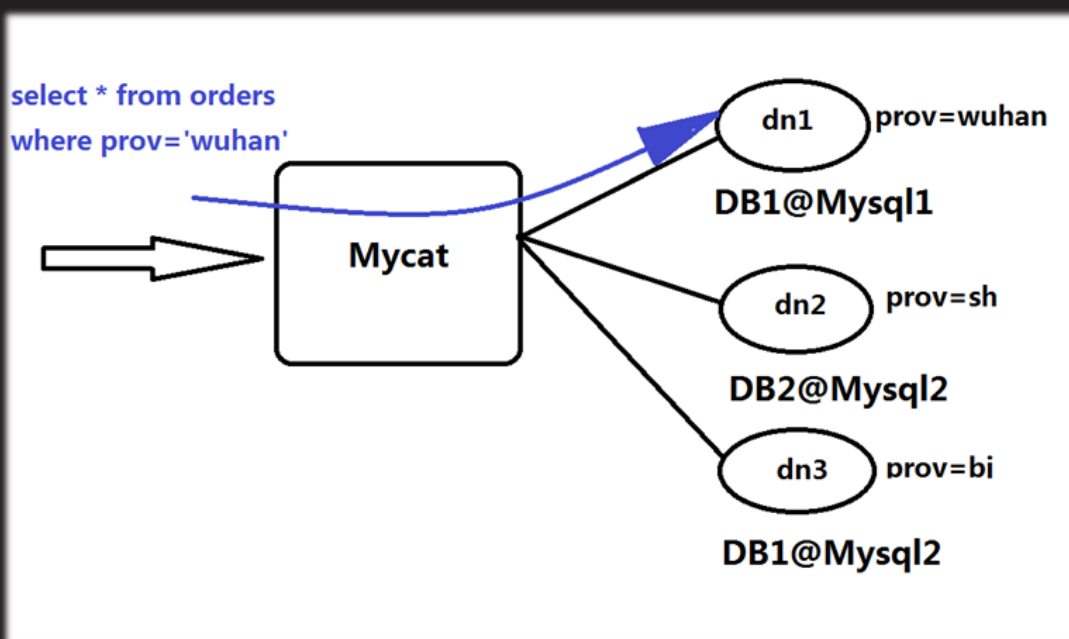 select * from orders
where prov='wuhan'
Mycat
dn1
prov=wuhan
DB1@Mysql1
dn2
prov=sh
DB2@Mysql2
dn3
prov=bi
DB1@Mysql2